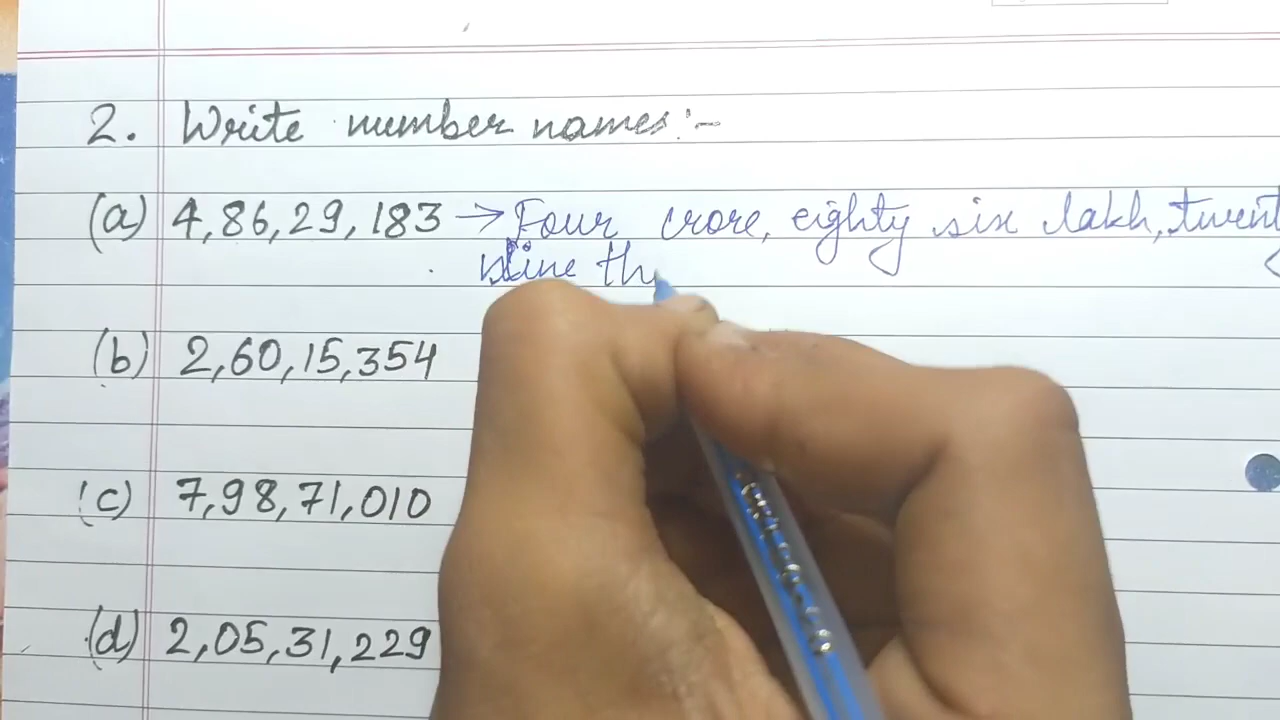 2. Write number names:-
(a) 4,86,29,183 → Four crore, eighty six lakh, twenty
nine th
(b) 2,60,15,354
(c) 7,98,71,010
(d) 2,05,31,229